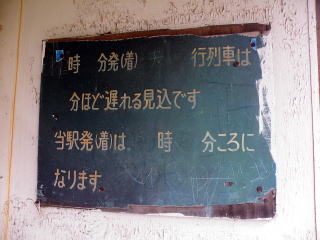 時 分発(着) 行列車は
分ほど遅れる見込です
当駅発(着)は 時 分ころに
なります